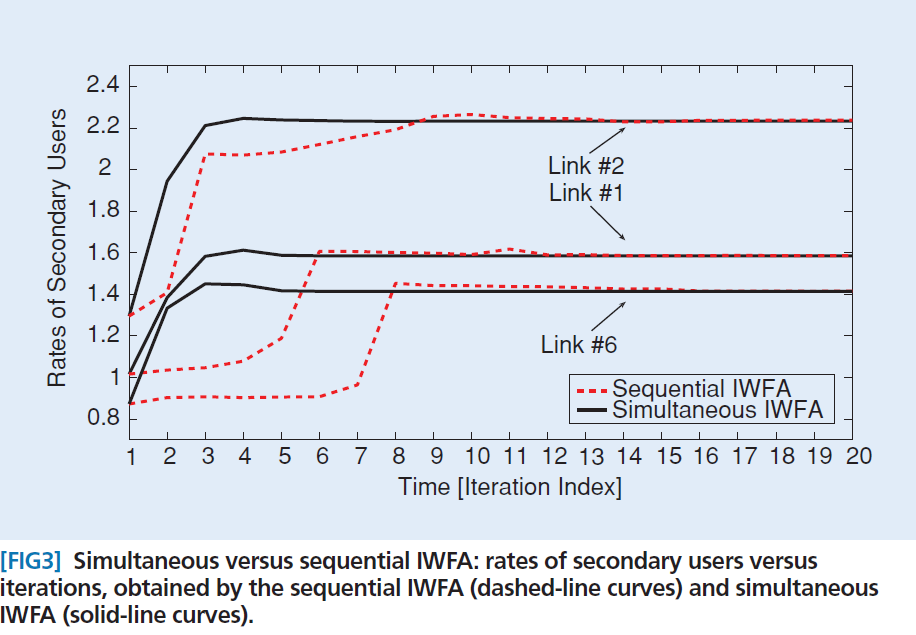 2.4
2.2
2
1.8
1.6
1.4
1.2
1
0.8
Rates of Secondary Users
Link #2
Link #1
Link #6
Sequential IWFA
Simultaneous IWFA
1 2 3 4 5 6 7 8 9 10 11 12 13 14 15 16 17 18 19 20
Time [Iteration Index]
[FIG3] Simultaneous versus sequential IWFA: rates of secondary users versus
iterations, obtained by the sequential IWFA (dashed-line curves) and simultaneous
IWFA (solid-line curves).